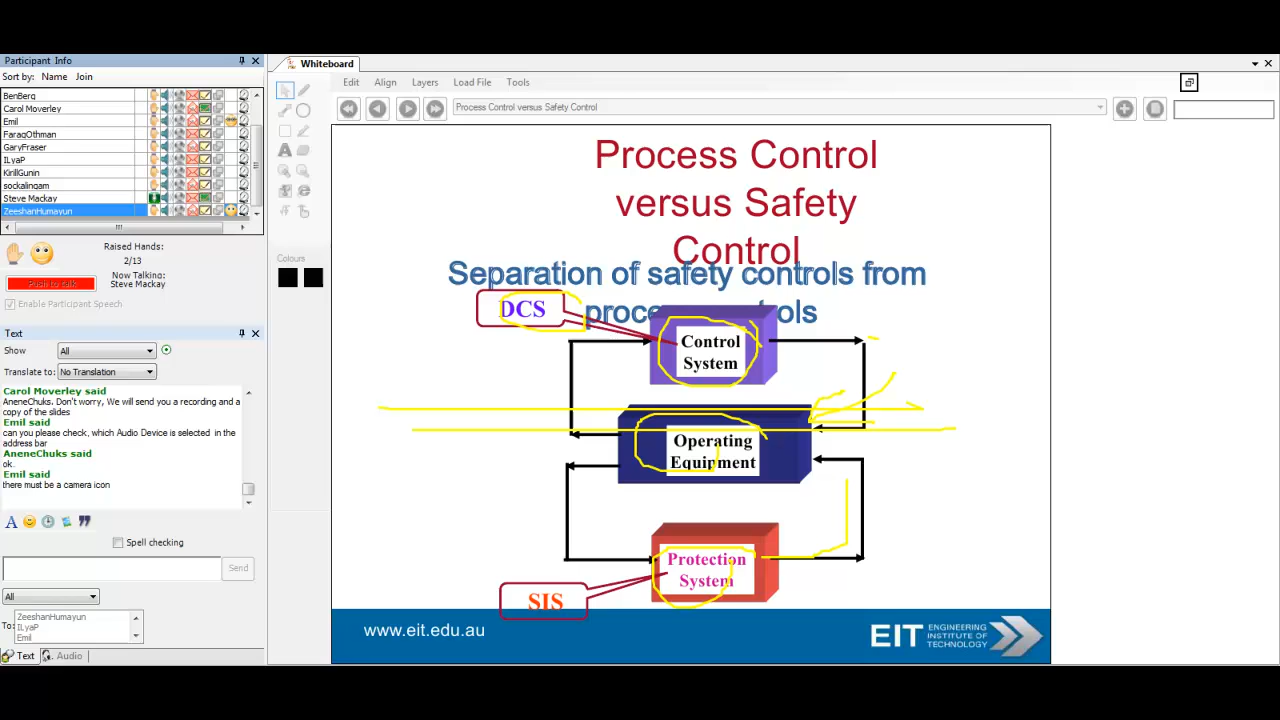 Participant Info
Sort by: Name Join
BenBerg
Carol Moverley
Emil
FaragOthman
GaryFraser
ILyaP
KirillGunin
sockalingam
Steve Mackay
ZeeshanHumayun
Raised Hands:
2/13
Now Talking:
Steve Mackay
Push to talk
Enable Participant Speech
Text
Show All
Translate to: No Translation
Carol Moverley said
AneneChuks. Don't worry, We will send you a recording and a
copy of the slides
Emil said
can you please check, which Audio Device is selected in the
address bar
AneneChuks said
ok.
Emil said
there must be a camera icon
Spell checking
Send
All
To:
ZeeshanHumayun
ILyaP
Emil
Text Audio
Whiteboard
Edit Align Layers Load File Tools
Process Control versus Safety Control
Colours
Process Control
versus Safety
Control
Separation of safety controls from
process controls
DCS
Control
System
Operating
Equipment
Protection
System
SIS
www.eit.edu.au
EIT ENGINEERING
INSTITUTE OF
TECHNOLOGY